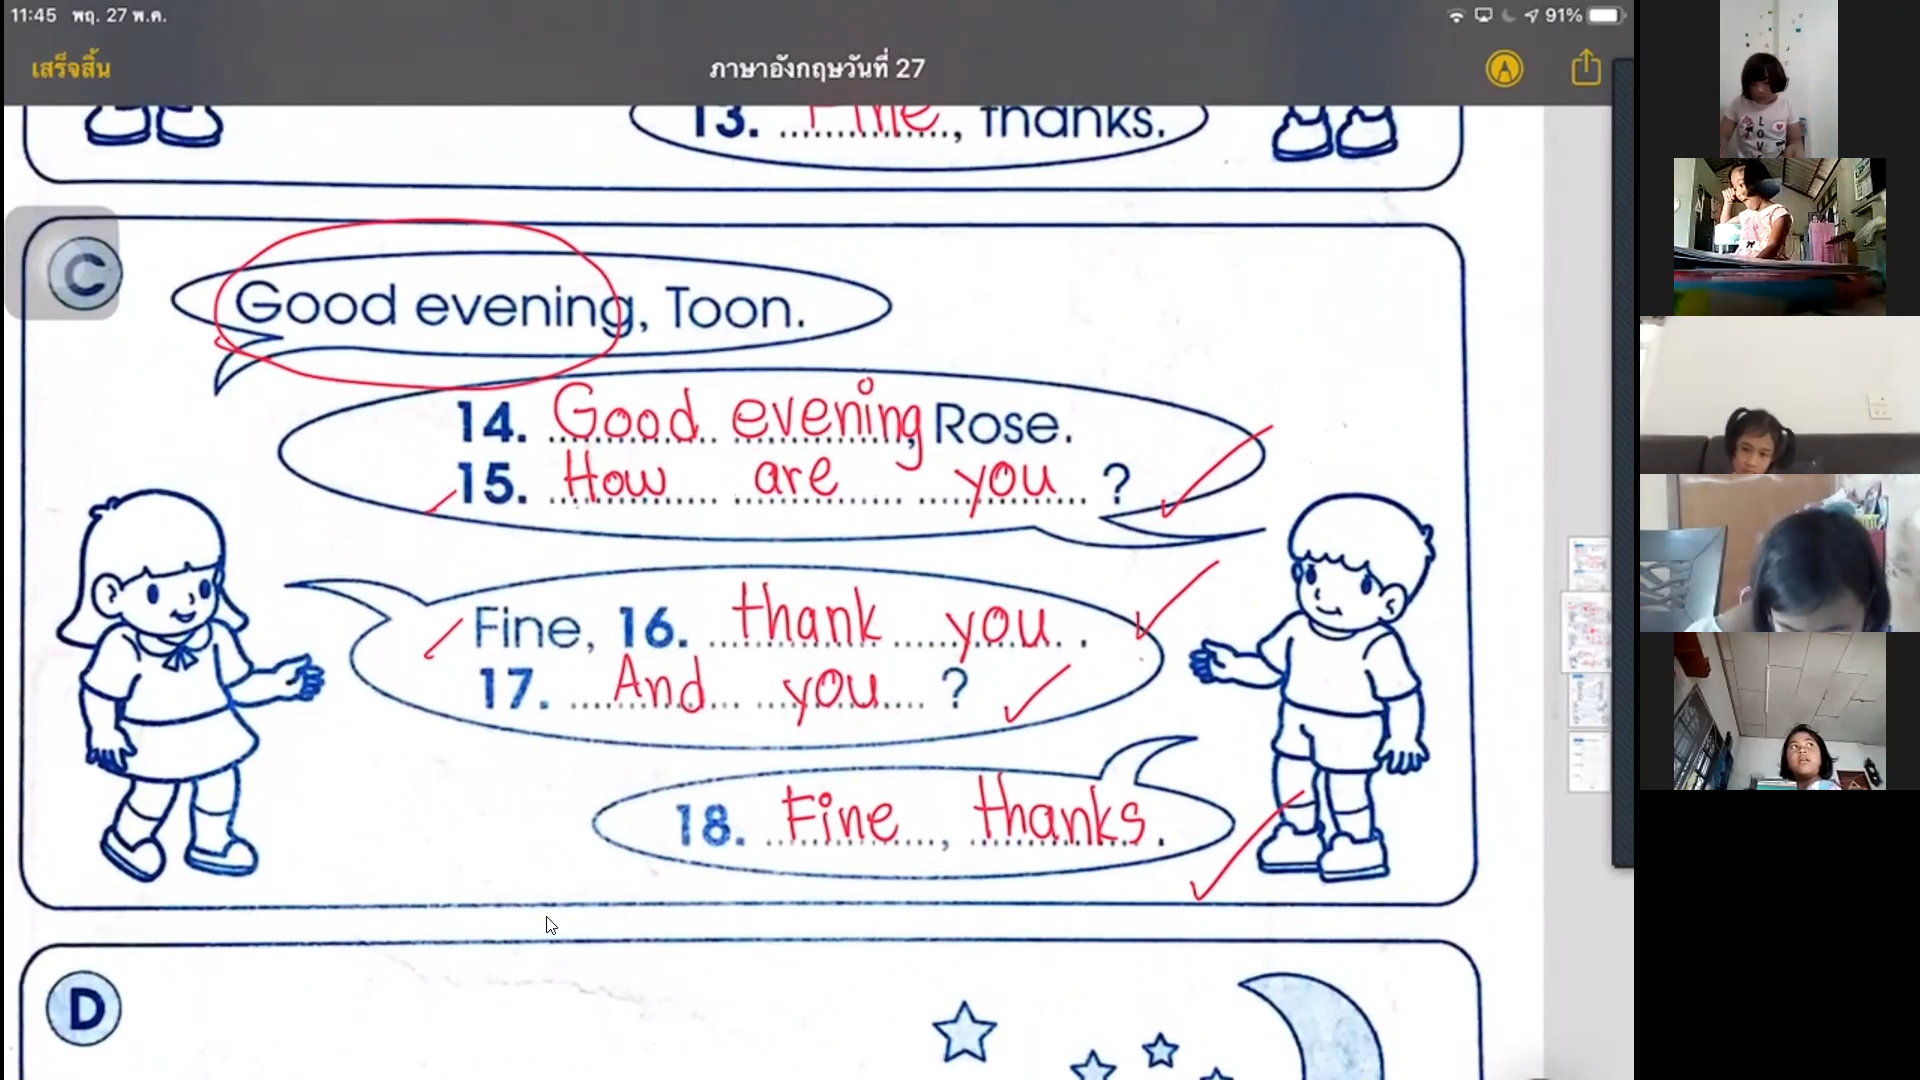 11:45 พฤ. 27 พ.ค.
91%
เสร็จสิ้น
ภาษาอังกฤษวันที่ 27
13. Fine, thanks.
C
Good evening, Toon.
14. Good evening, Rose.
15. How are you ?
Fine, 16. thank you.
17. And you ?
18. Fine, thanks.
D